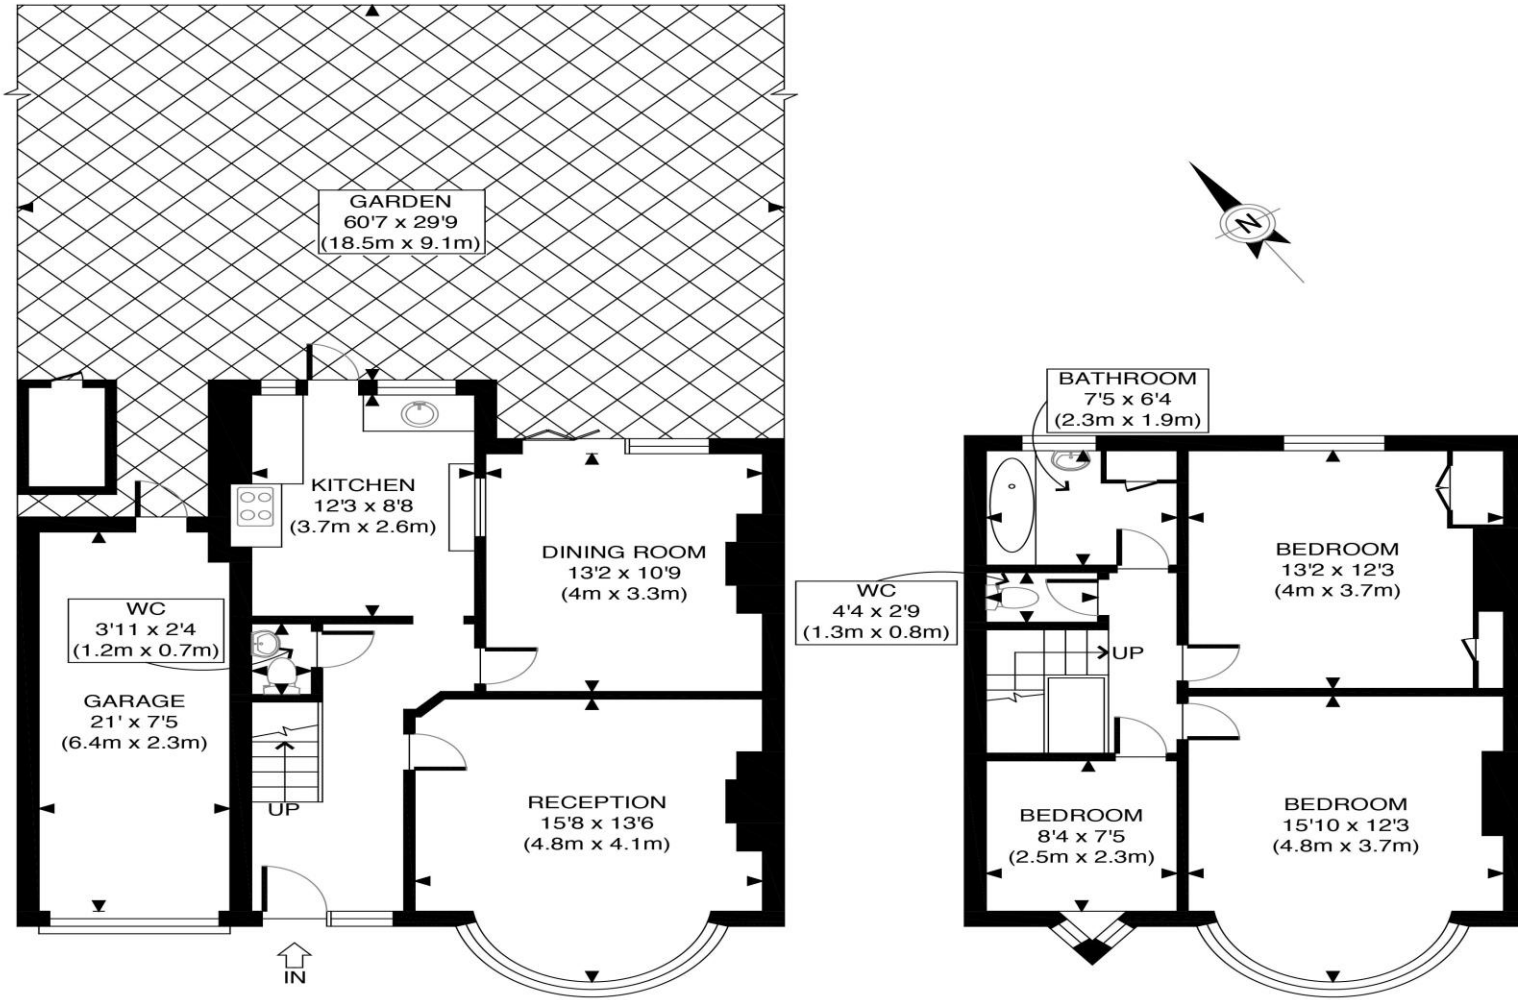 GARDEN
60'7 x 29'9
(18.5m x 9.1m)
KITCHEN
12'3 x 8'8
(3.7m x 2.6m)
DINING ROOM
13'2 x 10'9
(4m x 3.3m)
WC
3'11 x 2'4
(1.2m x 0.7m)
GARAGE
21' x 7'5
(6.4m x 2.3m)
UP
RECEPTION
15'8 x 13'6
(4.8m x 4.1m)
IN
N
BATHROOM
7'5 x 6'4
(2.3m x 1.9m)
BEDROOM
13'2 x 12'3
(4m x 3.7m)
WC
4'4 x 2'9
(1.3m x 0.8m)
UP
BEDROOM
8'4 x 7'5
(2.5m x 2.3m)
BEDROOM
15'10 x 12'3
(4.8m x 3.7m)